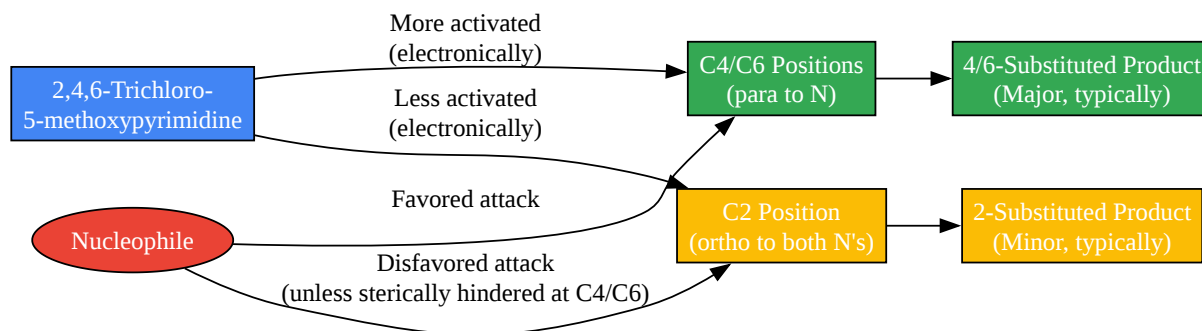 More activated
(electronically)
2,4,6-Trichloro-
5-methoxypyrimidine
C4/C6 Positions
(para to N)
4/6-Substituted Product
(Major, typically)
Less activated
(electronically)
Favored attack
Nucleophile
C2 Position
(ortho to both N's)
2-Substituted Product
(Minor, typically)
Disfavored attack
(unless sterically hindered at C4/C6)